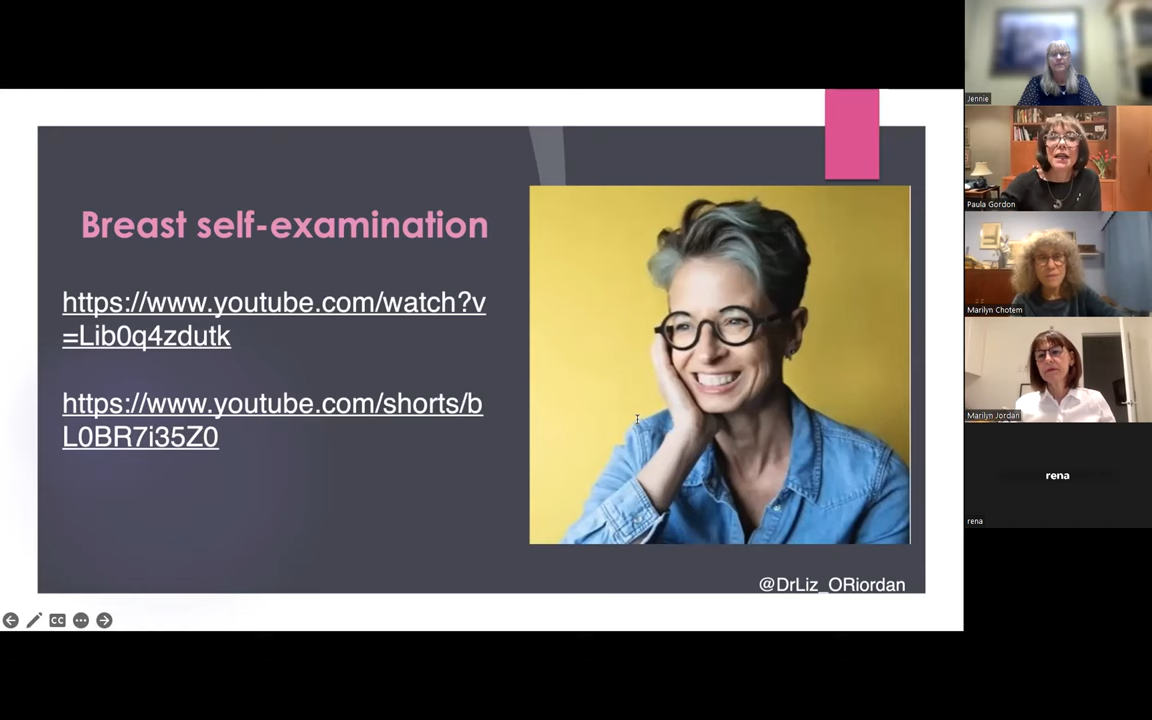 Breast self-examination
https://www.youtube.com/watch?v
=Lib0q4zdutk
https://www.youtube.com/shorts/b
L0BR7i35Z0
@DrLiz_ORiordan
CC
Jennie
Paula Gordon
Marilyn Chotem
Marilyn Jordan
rena
rena